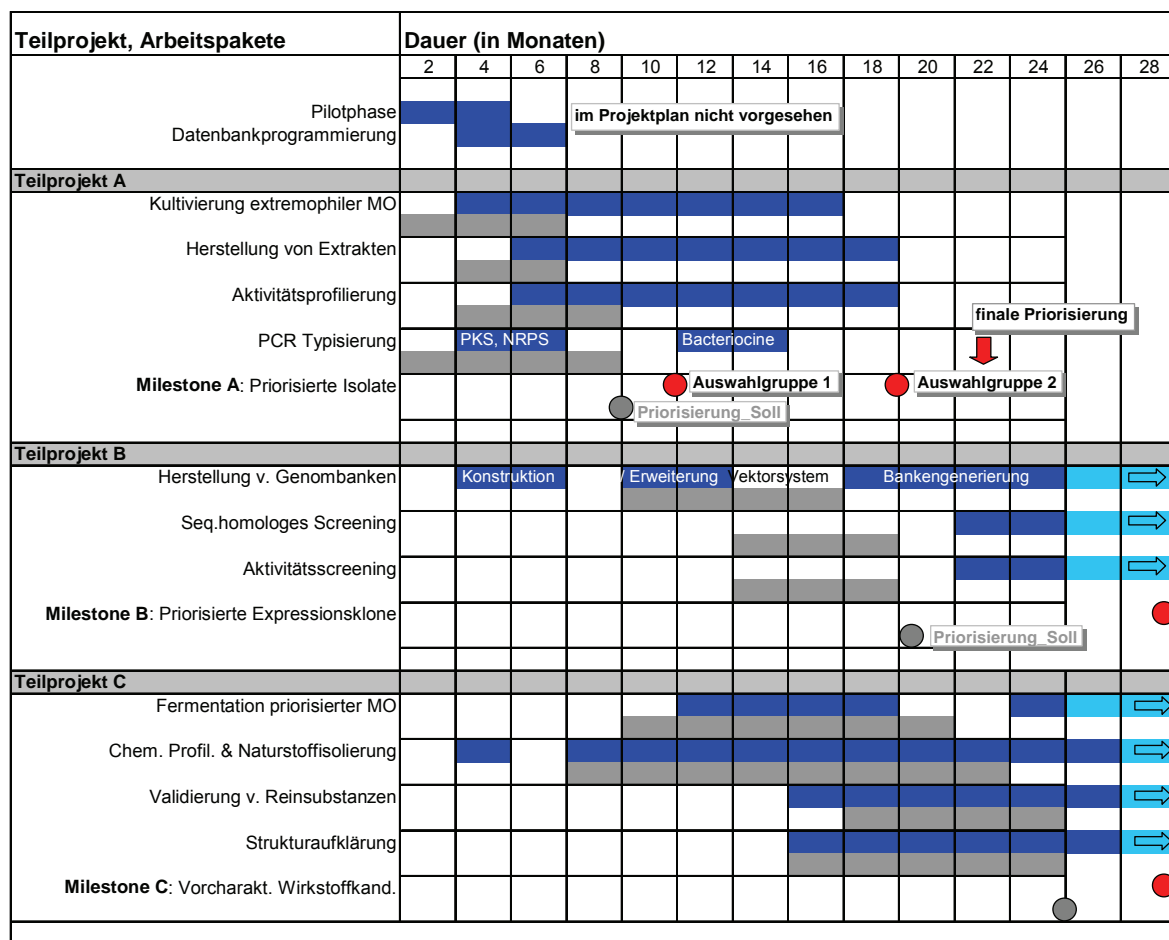 Teilprojekt, Arbeitspakete Dauer (in Monaten)
2 4 6 8 10 12 14 16 18 20 22 24 26 28
Pilotphase
im Projektplan nicht vorgesehen
Datenbankprogrammierung
Teilprojekt A
Kultivierung extremophiler MO
Herstellung von Extrakten
Aktivitätsprofilierung
finale Priorisierung
PCR Typisierung PKS, NRPS Bacteriocine
Milestone A: Priorisierte Isolate Auswahlgruppe 1 Auswahlgruppe 2
Priorisierung_Soll
Teilprojekt B
Herstellung v. Genombanken Konstruktion / Erweiterung Vektorsystem Bankengenerierung
Seq.homologes Screening
Aktivitätsscreening
Milestone B: Priorisierte Expressionsklone
Priorisierung_Soll
Teilprojekt C
Fermentation priorisierter MO
Chem. Profil. & Naturstoffisolierung
Validierung v. Reinsubstanzen
Strukturaufklärung
Milestone C: Vorcharakt. Wirkstoffkand.